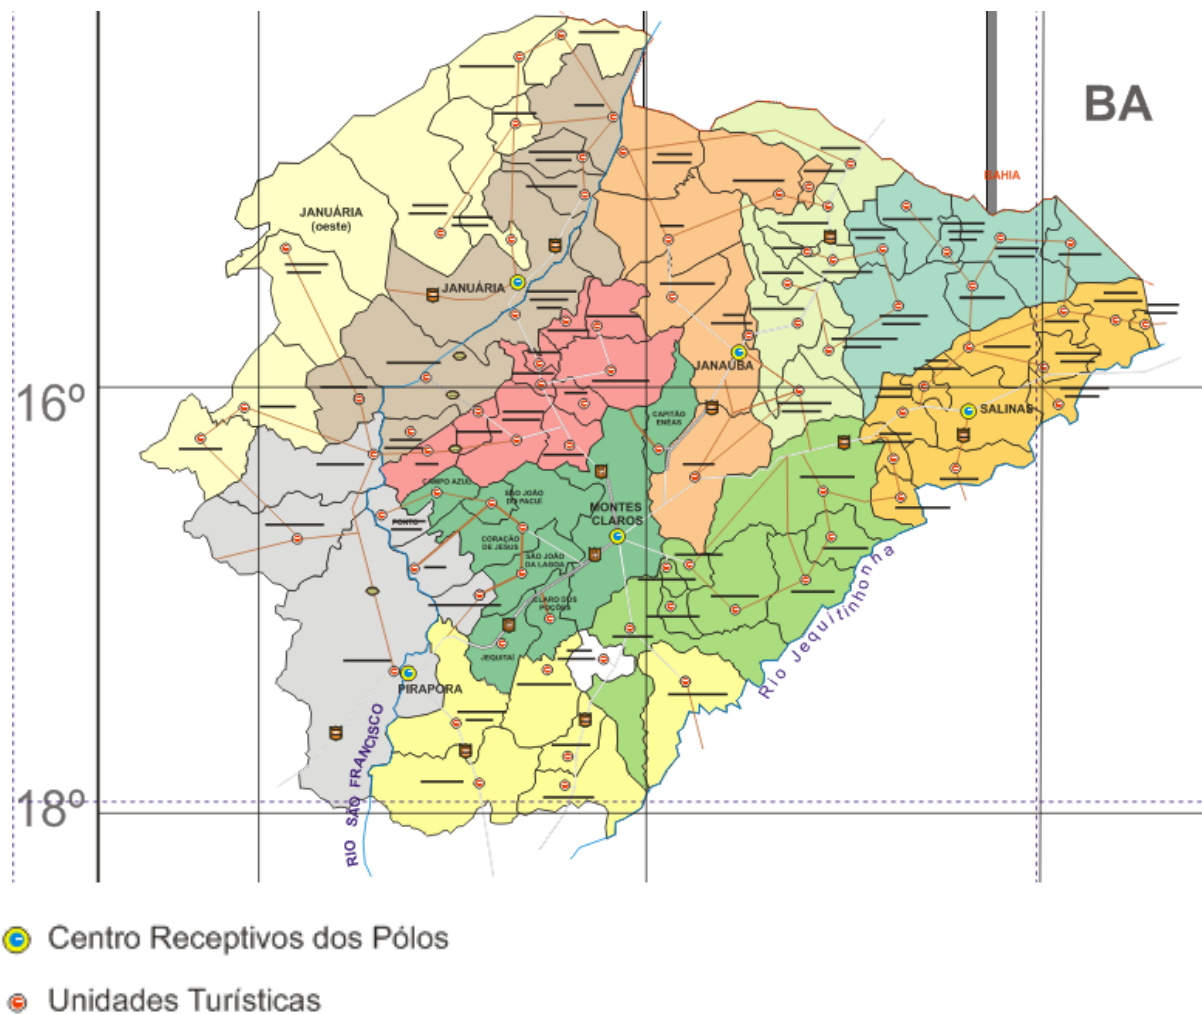 BA
BAHIA
JANUÁRIA
(oeste)
JANUÁRIA
JANAÚBA
16º
CAPITÃO
ENÉAS
SALINAS
CAMPO AZUL
SÃO JOÃO
DO PACUÍ
MONTES
CLAROS
PONTO
CORAÇÃO
DE JESUS
SÃO JOÃO
DA LAGOA
CLARO DOS
POÇÕES
JEQUITAÍ
Rio Jequitinhonha
PIRAPORA
RIO SÃO FRANCISCO
18º
Centro Receptivos dos Pólos
Unidades Turísticas